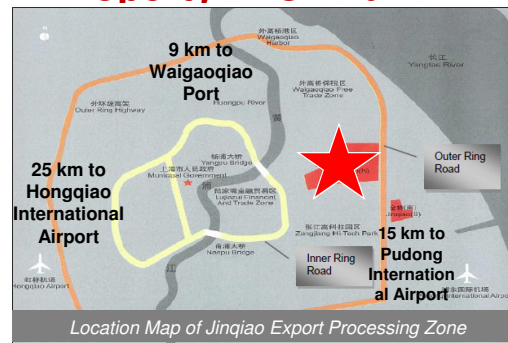 9 km to
Waigaoqiao
Port
外高桥港区
Waigaoqiao
Harbor
长江
Yangtze River
外环线高架
Outer Ring Highway
Huangpu River
黄
浦
江
外高桥保税区
Waigaoqiao Free
Trade Zone
25 km to
Hongqiao
International
Airport
杨浦大桥
Yangpu Bridge
上海市人民政府
Municipal Government
陆家嘴金融贸易区
Lujiazui Financial
And Trade Zone
Outer Ring
Road
张江高科技园区
Zhangjiang Hi-Tech Park
南浦大桥
Nanpu Bridge
Inner Ring
Road
15 km to
Pudong
Internation
al Airport
虹桥机场
Hongqiao Airport
International Airport
Location Map of Jinqiao Export Processing Zone